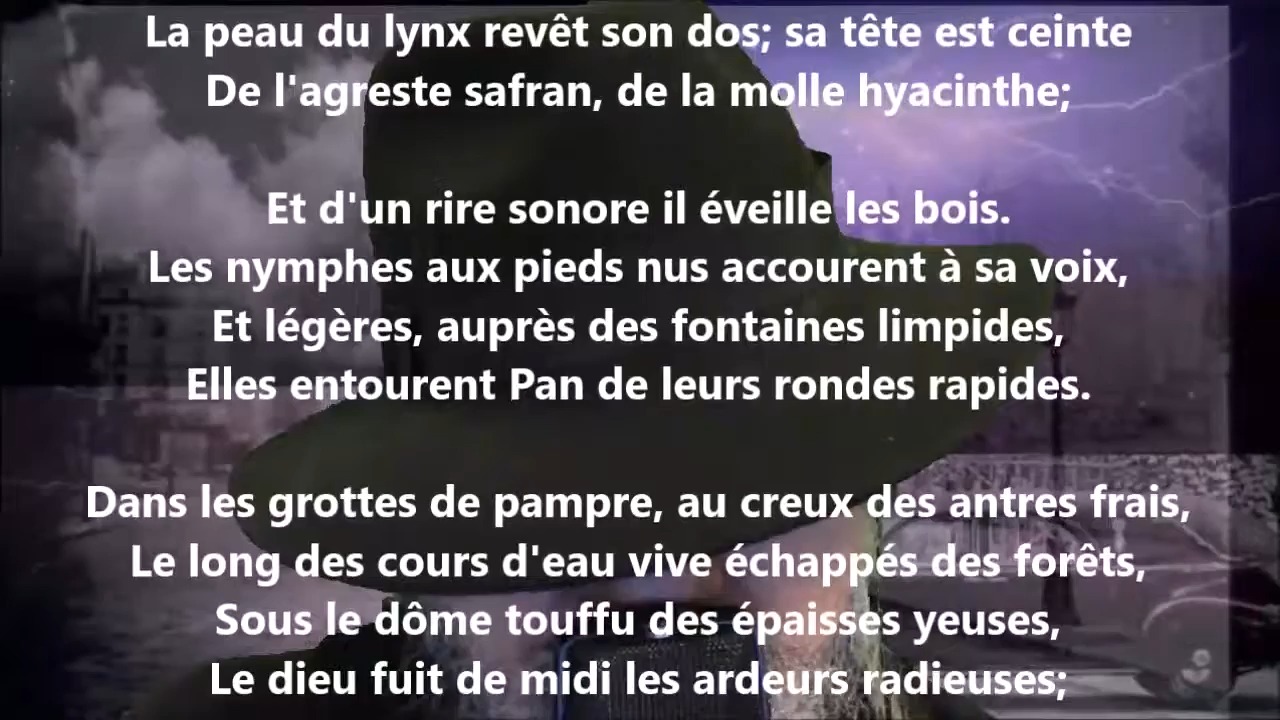 La peau du lynx revêt son dos; sa tête est ceinte
De l'agreste safran, de la molle hyacinthe;
Et d'un rire sonore il éveille les bois.
Les nymphes aux pieds nus accourent à sa voix,
Et légères, auprès des fontaines limpides,
Elles entourent Pan de leurs rondes rapides.
Dans les grottes de pampre, au creux des antres frais,
Le long des cours d'eau vive échappés des forêts,
Sous le dôme touffu des épaisses yeuses,
Le dieu fuit de midi les ardeurs radieuses;